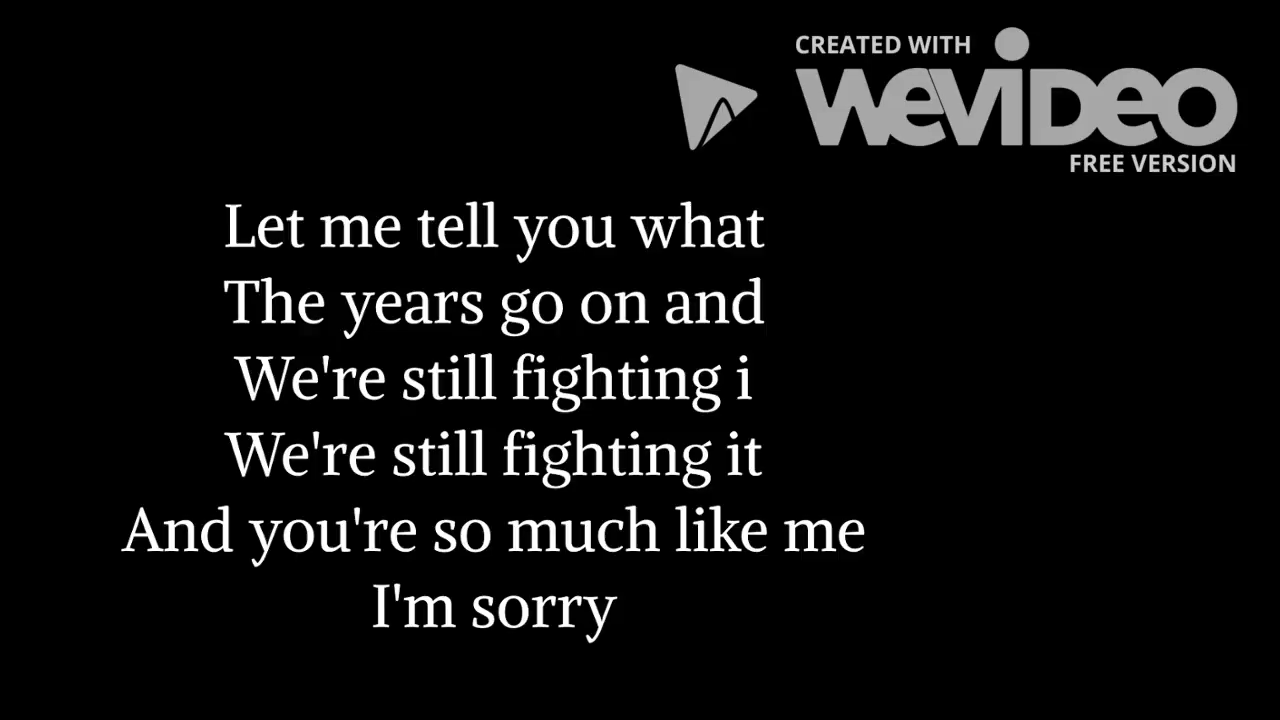 CREATED WITH
WEVIDEO
FREE VERSION
Let me tell you what
The years go on and
We're still fighting i
We're still fighting it
And you're so much like me
I'm sorry